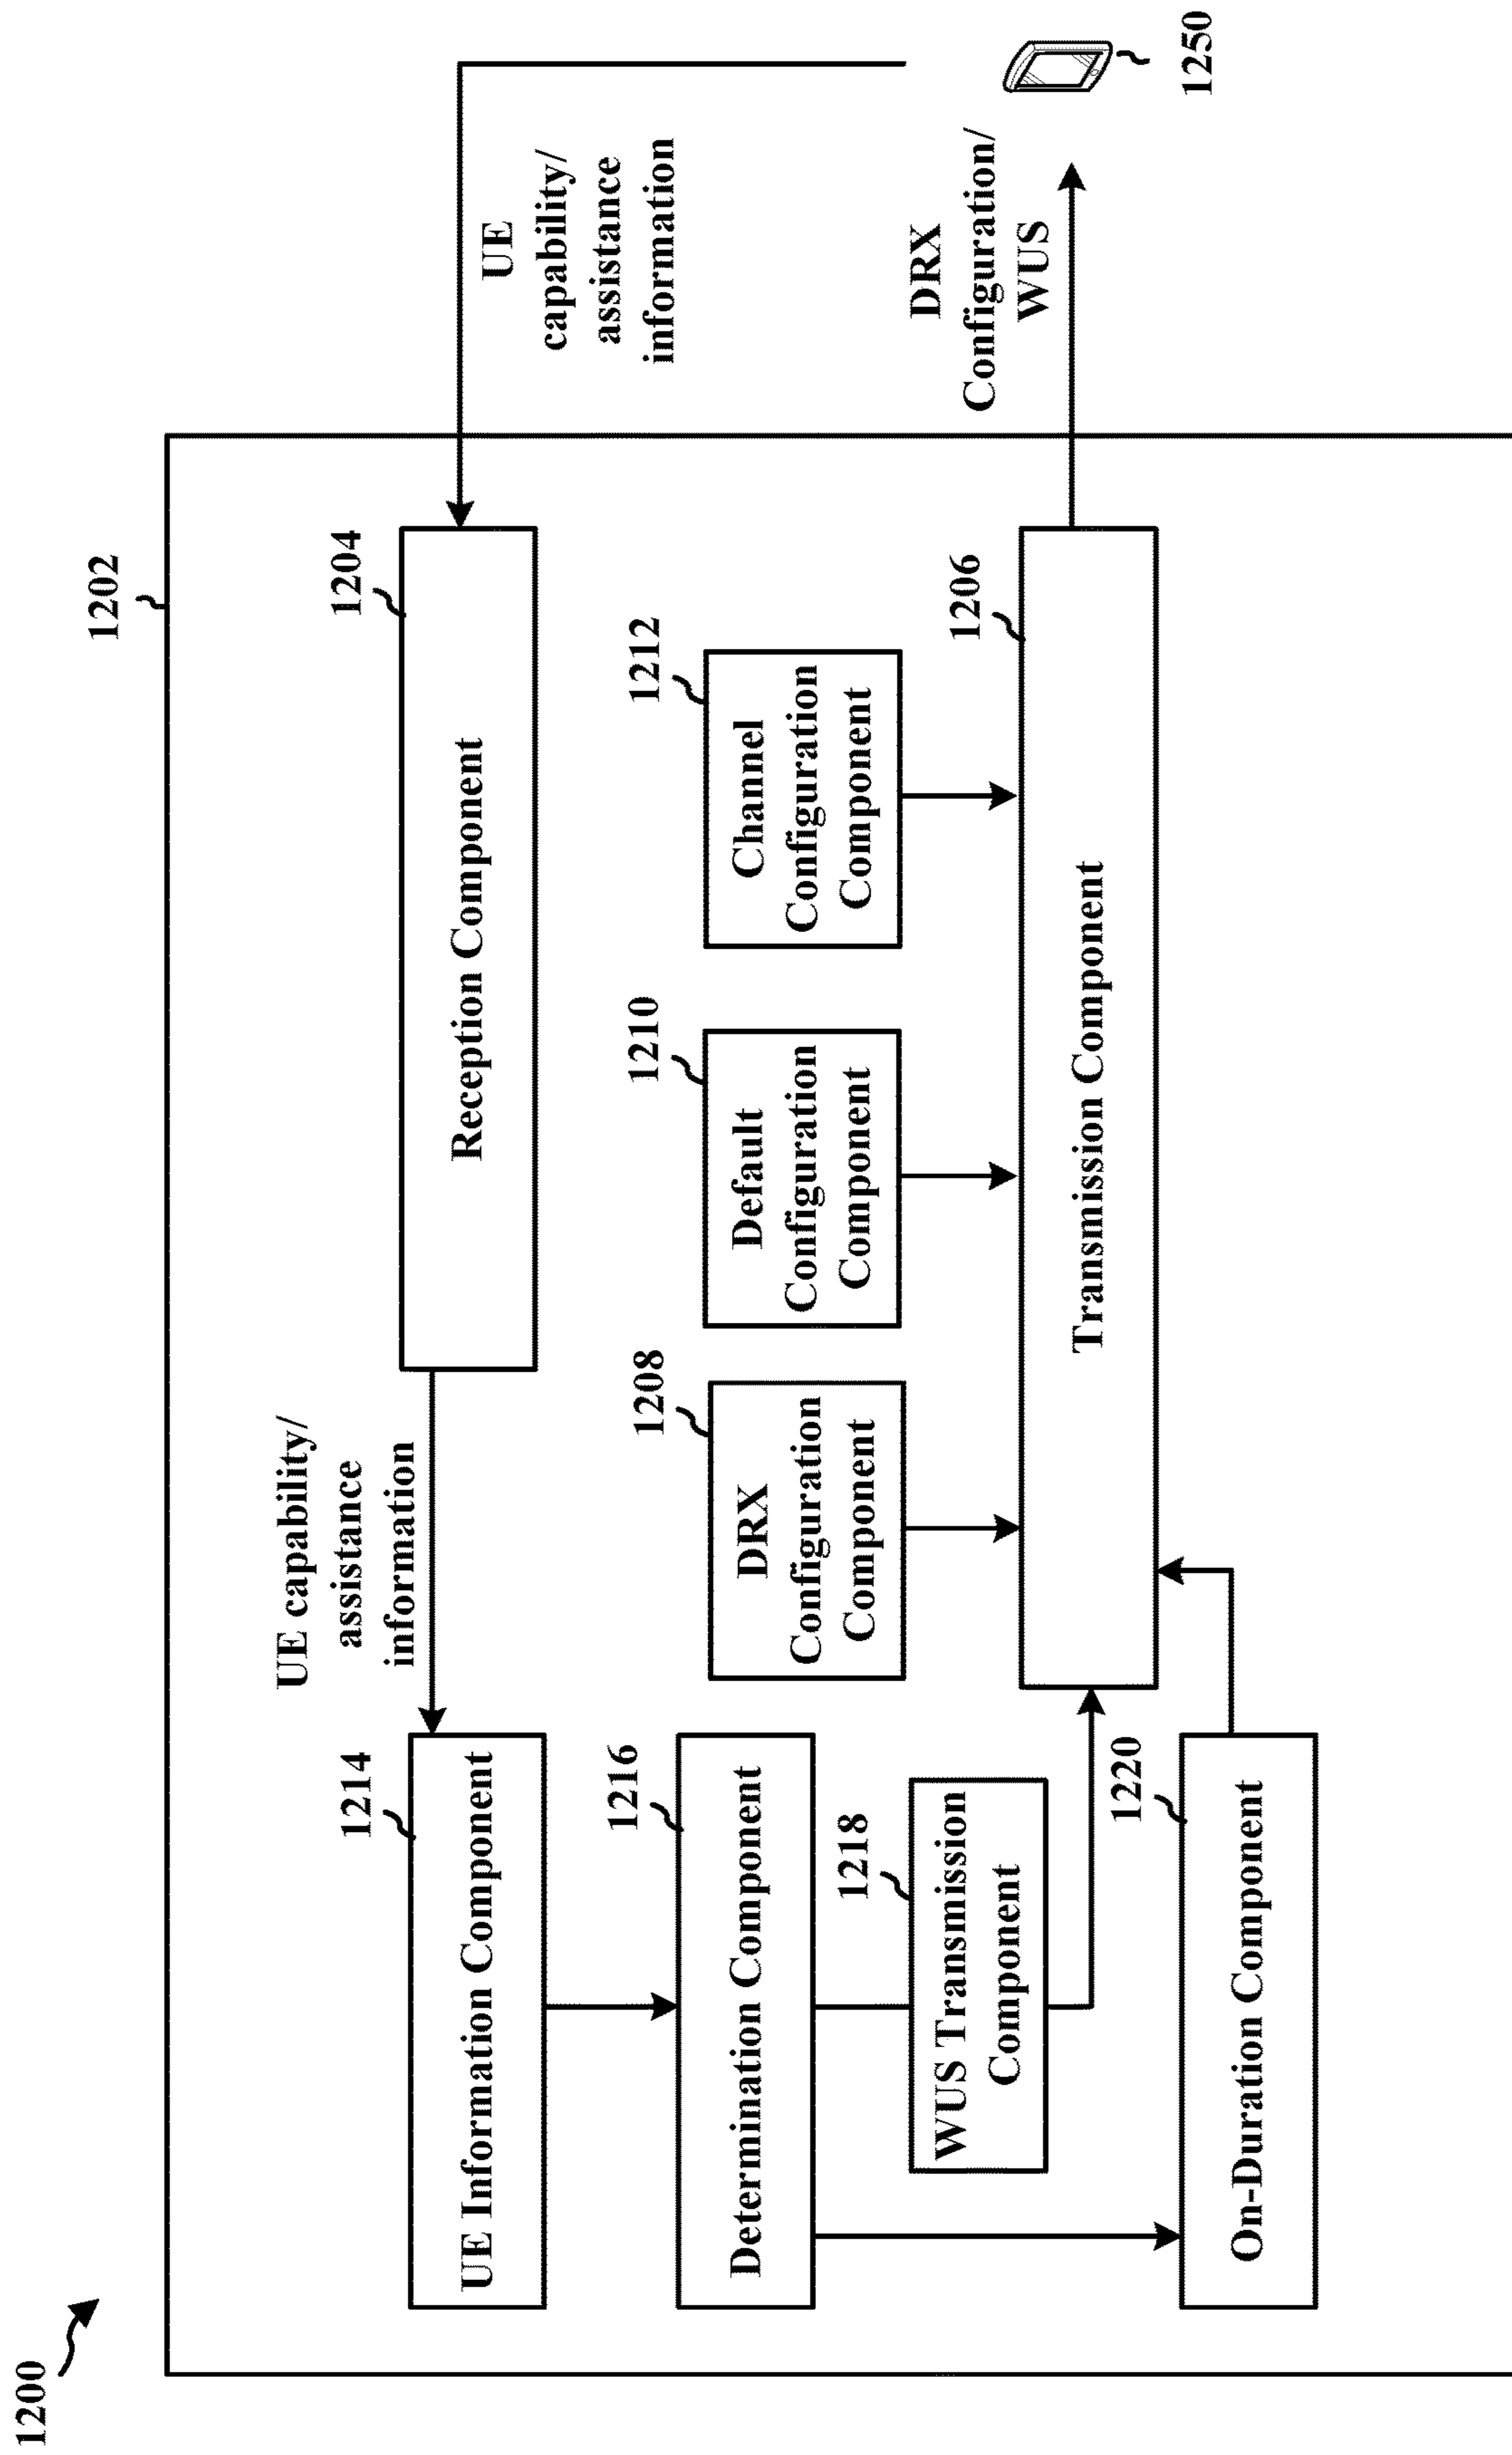 1200
1202
UE capability/
assistance
information
1204
Reception Component
UE
capability/
assistance
information
1214
UE Information Component
1216
Determination Component
1208
DRX
Configuration
Component
1210
Default
Configuration
Component
1212
Channel
Configuration
Component
1218
WUS Transmission
Component
1206
Transmission Component
DRX
Configuration/
WUS
1250
1220
On-Duration Component